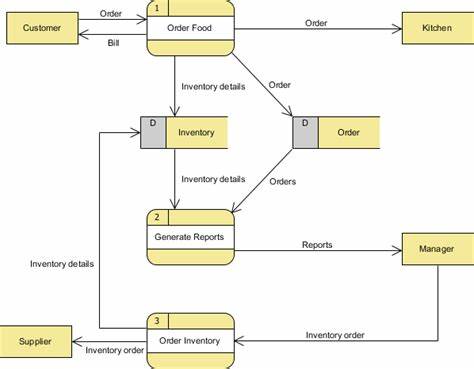 1
Order
Customer
Order Food
Order
Kitchen
Bill
Inventory details
Order
D
Inventory
D
Order
Inventory details
Orders
2
Generate Reports
Reports
Manager
Inventory details
3
Inventory order
Supplier
Order Inventory
Inventory order